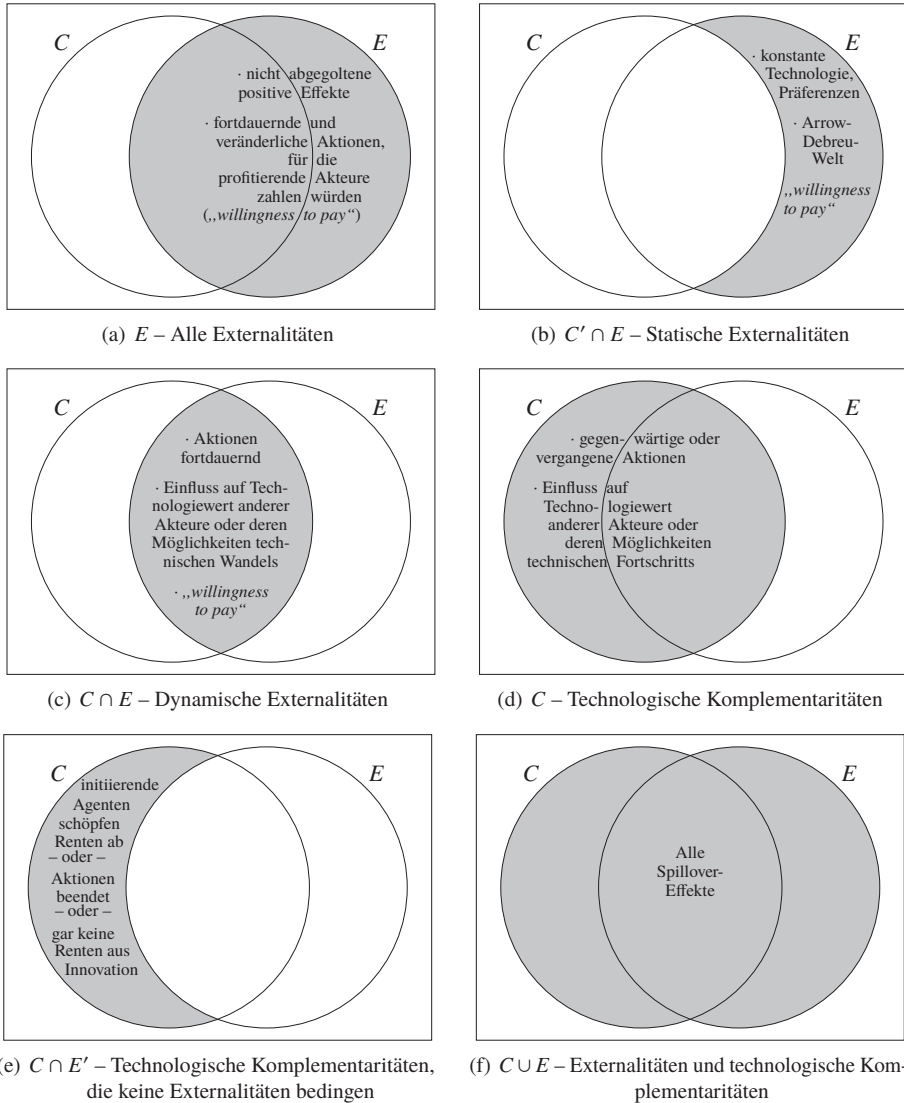 C
E
· nicht abgegoltene
positive Effekte
· fortdauernde und
veränderliche Aktionen,
für die
profitierende Akteure
zahlen würden
(„willingness to pay“)
(a) E – Alle Externalitäten
C
E
· konstante
Technologie,
Präferenzen
· Arrow-
Debreu-
Welt
„willingness
to pay“
(b) C′ ∩ E – Statische Externalitäten
C
E
· Aktionen
fortdauernd
· Einfluss auf Tech-
nologiewert anderer
Akteure oder deren
Möglichkeiten tech-
nischen Wandels
· „willingness
to pay“
(c) C ∩ E – Dynamische Externalitäten
C
E
· gegen- wärtige oder
vergangene Aktionen
· Einfluss auf
Techno- logiewert
anderer Akteure oder
deren Möglichkeiten
technischen Fortschritts
(d) C – Technologische Komplementaritäten
C
E
initiierende
Agenten
schöpfen
Renten ab
– oder –
Aktionen
beendet
– oder –
gar keine
Renten aus
Innovation
(e) C ∩ E′ – Technologische Komplementaritäten,
die keine Externalitäten bedingen
C
E
Alle
Spillover-
Effekte
(f) C ∪ E – Externalitäten und technologische Kom-
plementaritäten